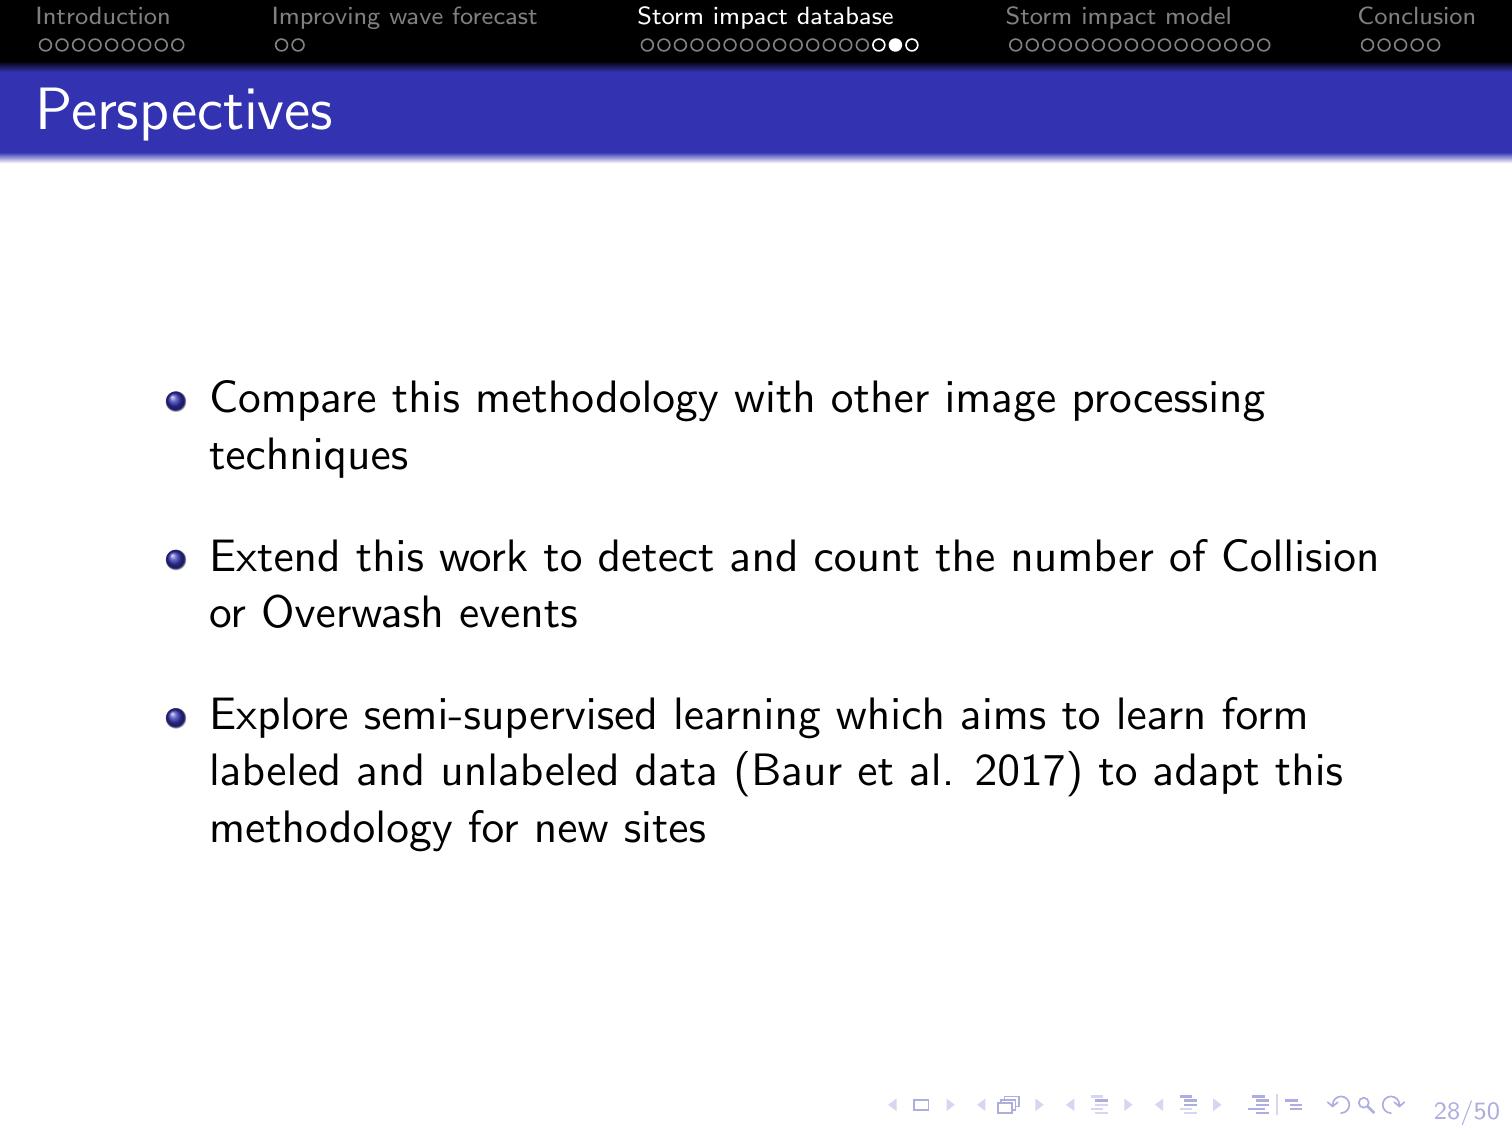 Introduction
Improving wave forecast
Storm impact database
Storm impact model
Conclusion
Perspectives
Compare this methodology with other image processing
techniques
Extend this work to detect and count the number of Collision
or Overwash events
Explore semi-supervised learning which aims to learn form
labeled and unlabeled data (Baur et al. 2017) to adapt this
methodology for new sites
28/50